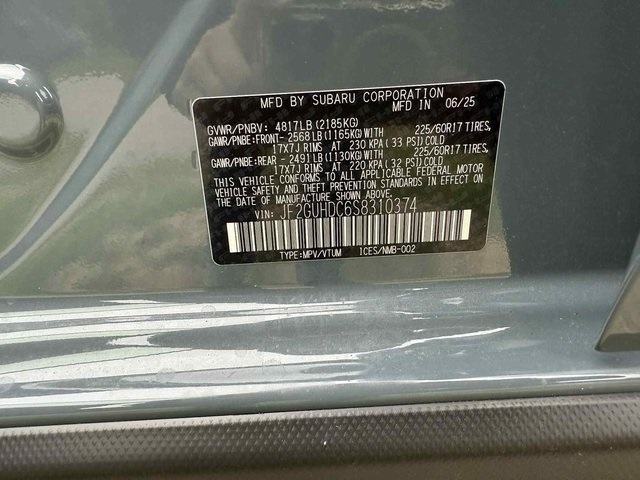 MFD BY SUBARU CORPORATION
MFD IN 06/25
GVWR/PNBV: 4817LB (2185KG)
GAWR/PNBE:FRONT- 2568LB (1165KG) WITH 225/60R17 TIRES,
17X7J RIMS AT 230 KPA (33 PSI) COLD
GAWR/PNBE:REAR - 2491LB (1130KG) WITH 225/60R17 TIRES,
17X7J RIMS AT 220 KPA (32 PSI) COLD
THIS VEHICLE CONFORMS TO ALL APPLICABLE FEDERAL MOTOR
VEHICLE SAFETY AND THEFT PREVENTION STANDARDS IN EFFECT
ON THE DATE OF MANUFACTURE SHOWN ABOVE.
VIN: JF2GUHDC6S8310374
TYPE:MPV/VTUM ICES/NMB-002